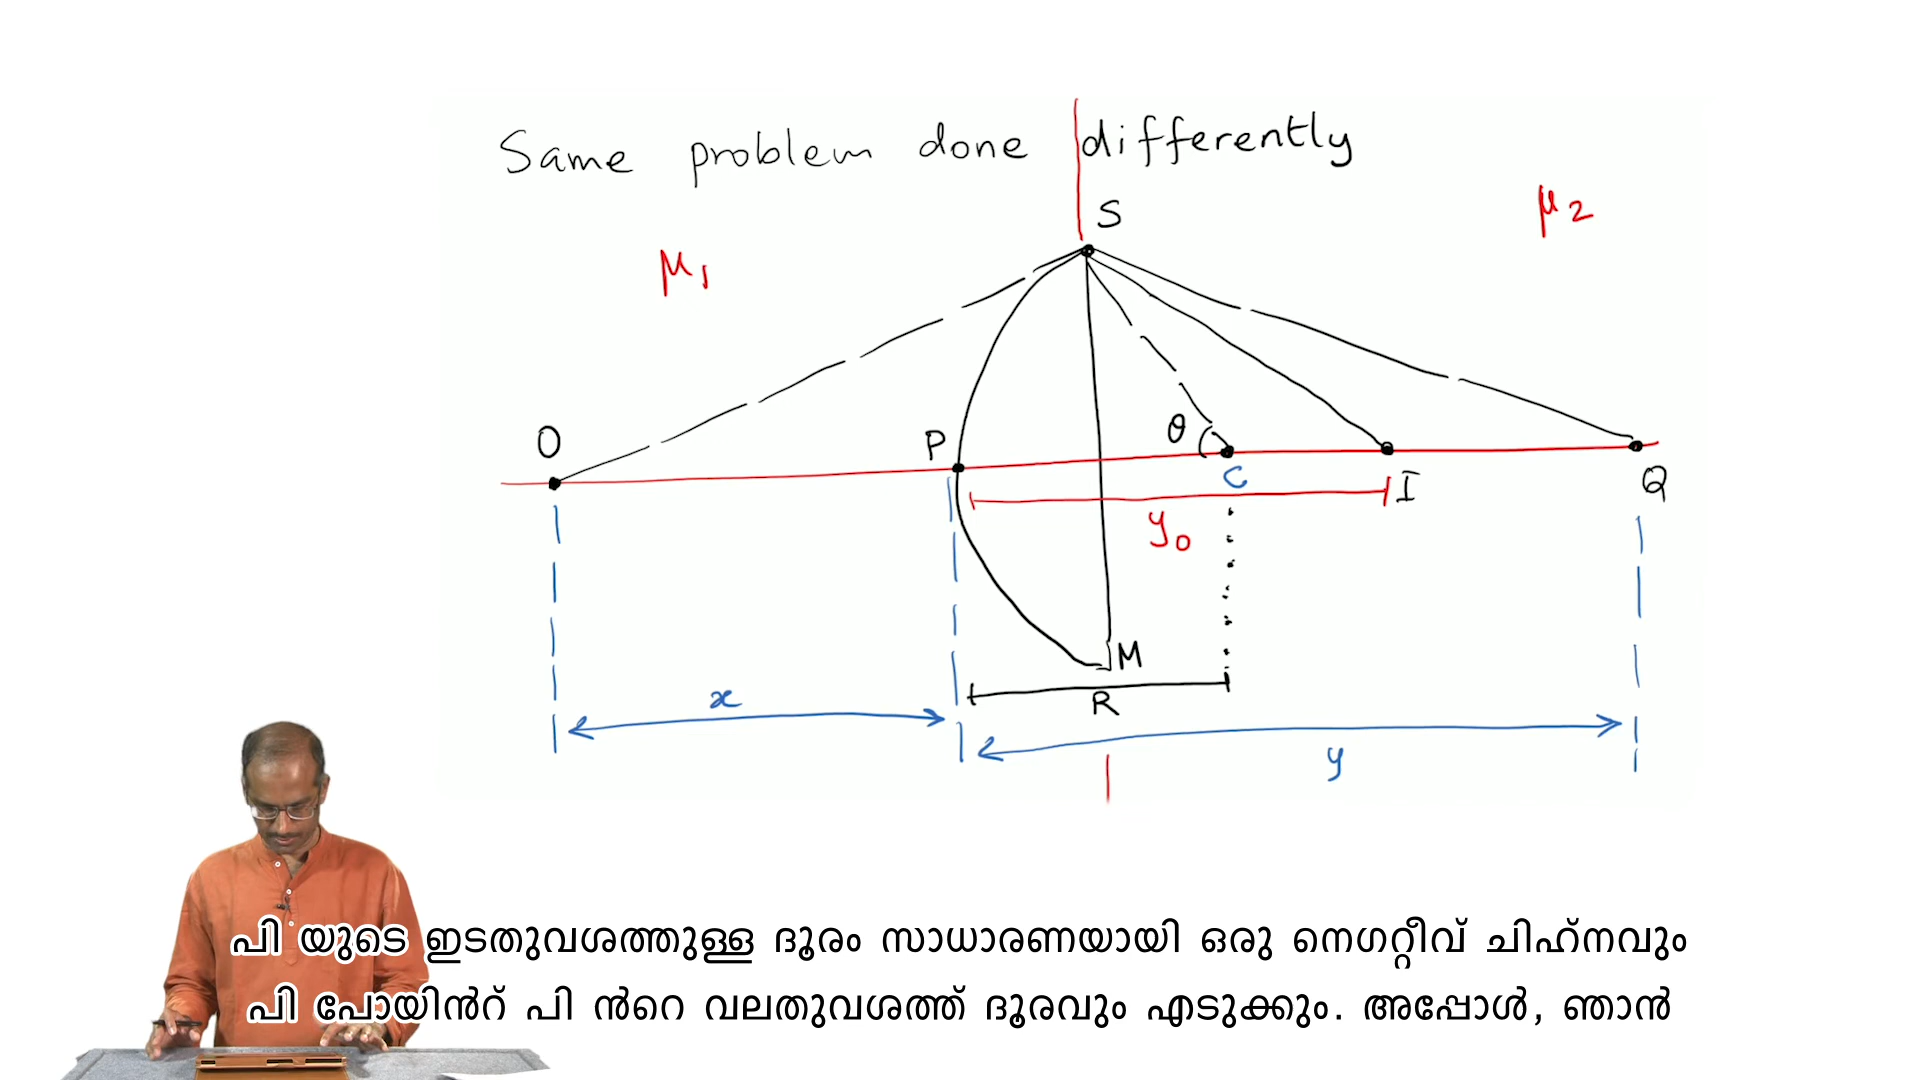 Same problem done differently
S
μ2
μ1
O
P
θ
C
I
Q
y0
M
R
x
y
പി യുടെ ഇടതുവശത്തുള്ള ദൂരം സാധാരണയായി ഒരു നെഗറ്റീവ് ചിഹ്നവും
പി പോയിൻറ് പി ൻറെ വലതുവശത്ത് ദൂരവും എടുക്കും. അപ്പോൾ, ഞാൻ